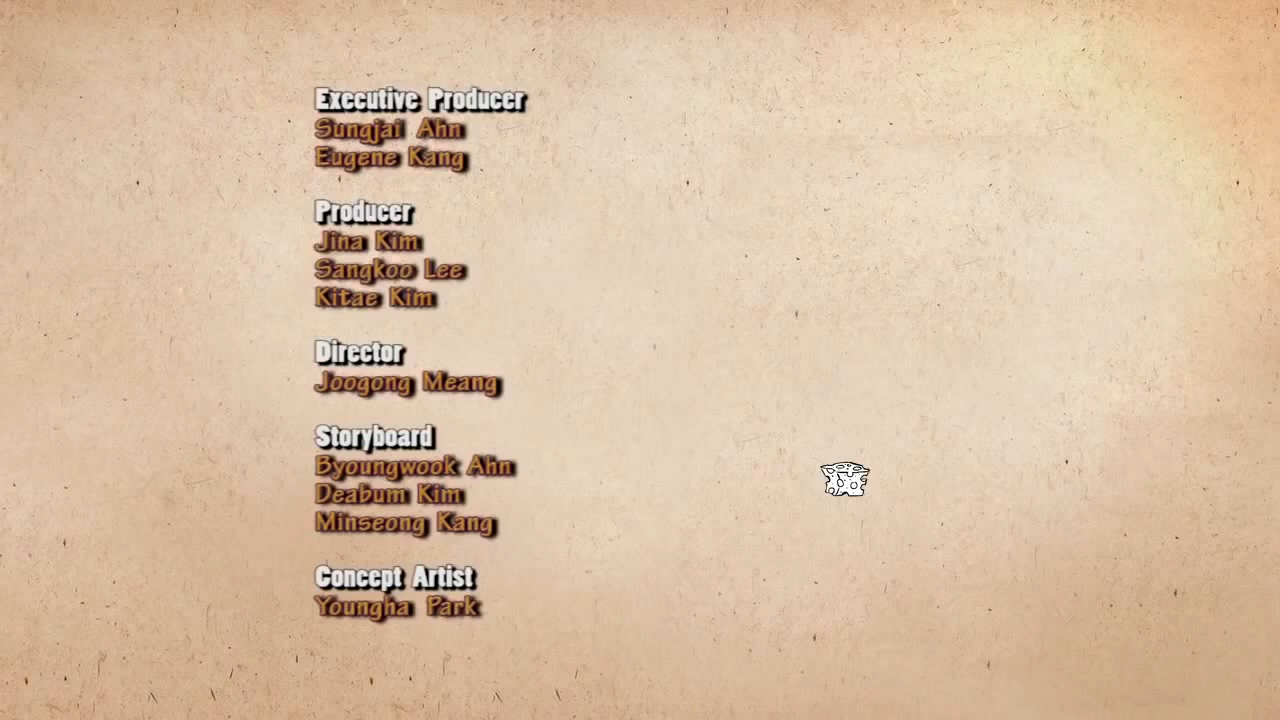 Executive Producer
Sungjai Ahn
Eugene Kang
Producer
Jina Kim
Sangkoo Lee
Kitae Kim
Director
Joogong Meang
Storyboard
Byoungwook Ahn
Deabum Kim
Minseong Kang
Concept Artist
Youngha Park